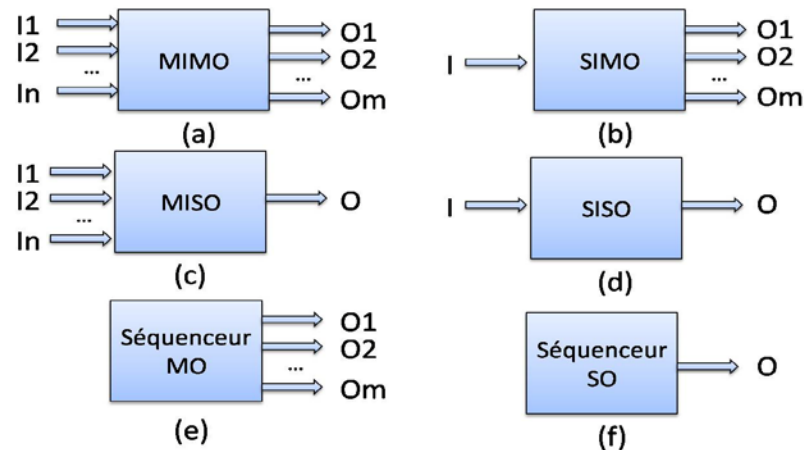 I1
I2
...
In
MIMO
O1
O2
...
Om
(a)
I
SIMO
O1
O2
...
Om
(b)
I1
I2
...
In
MISO
O
(c)
I
SISO
O
(d)
Séquenceur
MO
O1
O2
...
Om
(e)
Séquenceur
SO
O
(f)